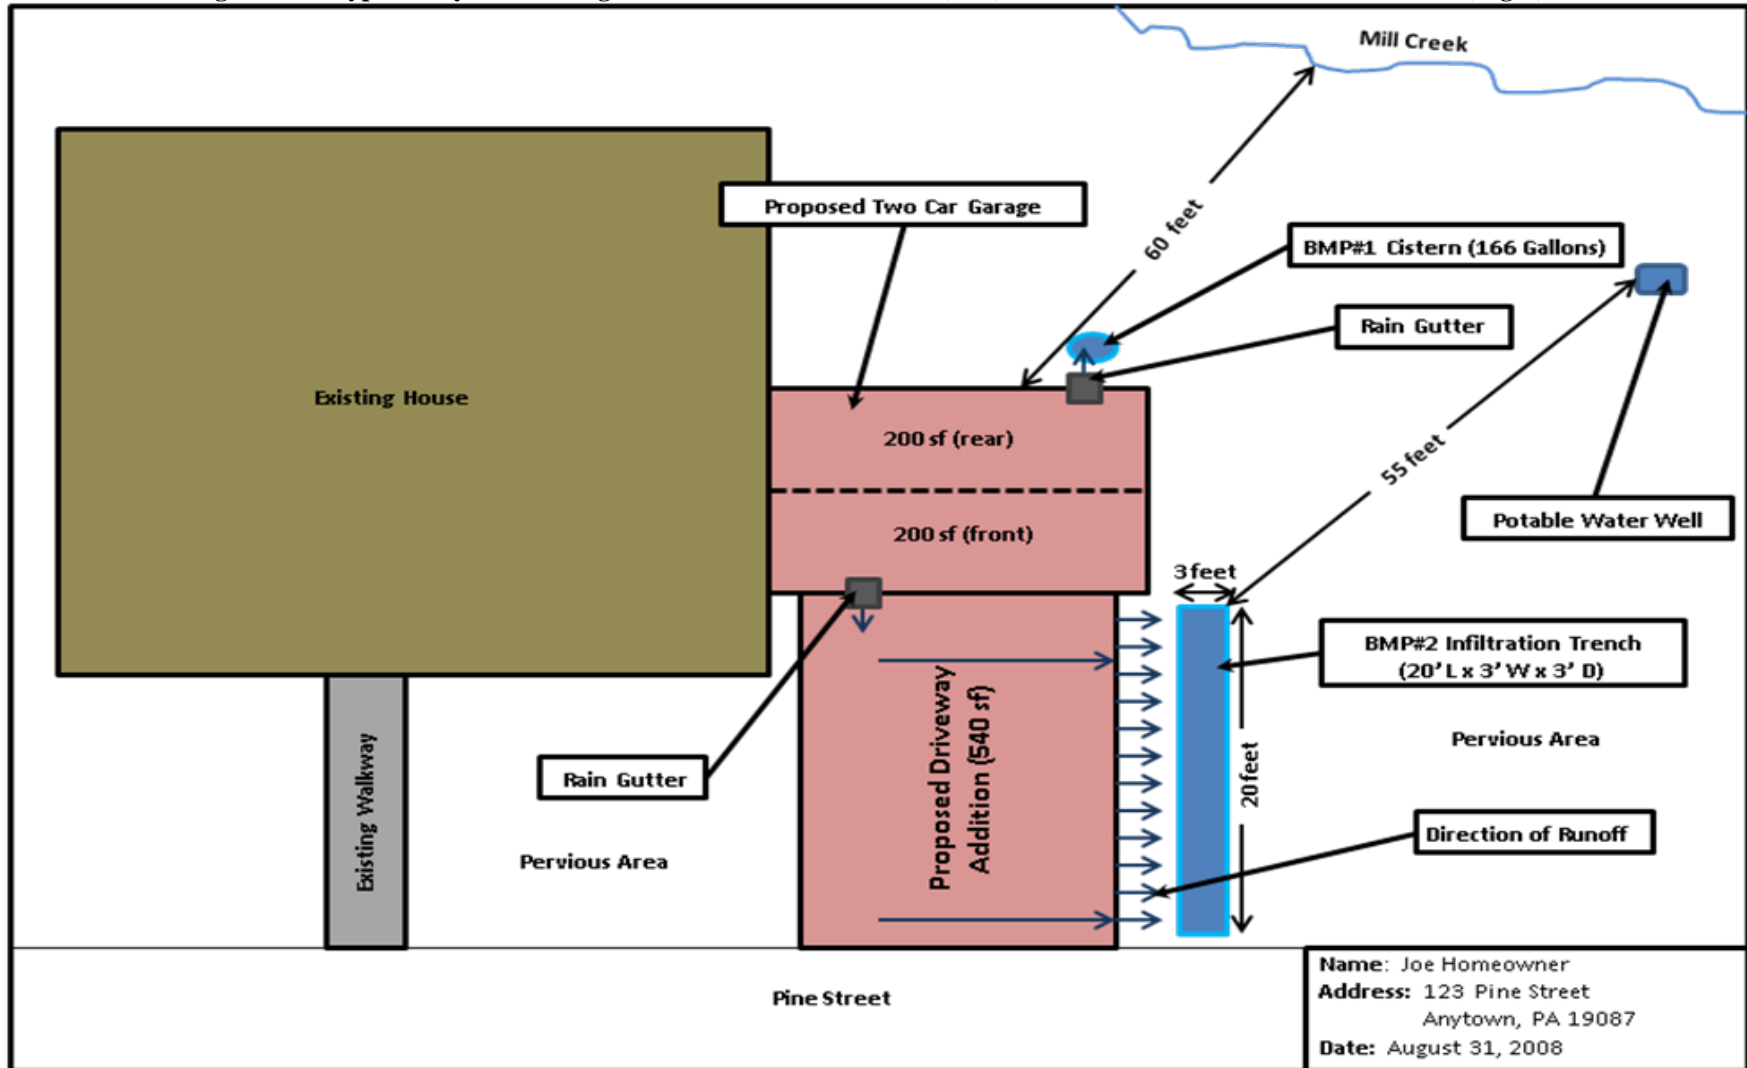 Mill Creek
Proposed Two Car Garage
60 feet
BMP#1 Cistern (166 Gallons)
Rain Gutter
Existing House
200 sf (rear)
55 feet
Potable Water Well
200 sf (front)
3 feet
BMP#2 Infiltration Trench
(20' L x 3' W x 3' D)
Proposed Driveway
Addition (540 sf)
Pervious Area
20 feet
Rain Gutter
Existing Walkway
Direction of Runoff
Pervious Area
Pine Street
Name: Joe Homeowner
Address: 123 Pine Street
Anytown, PA 19087
Date: August 31, 2008